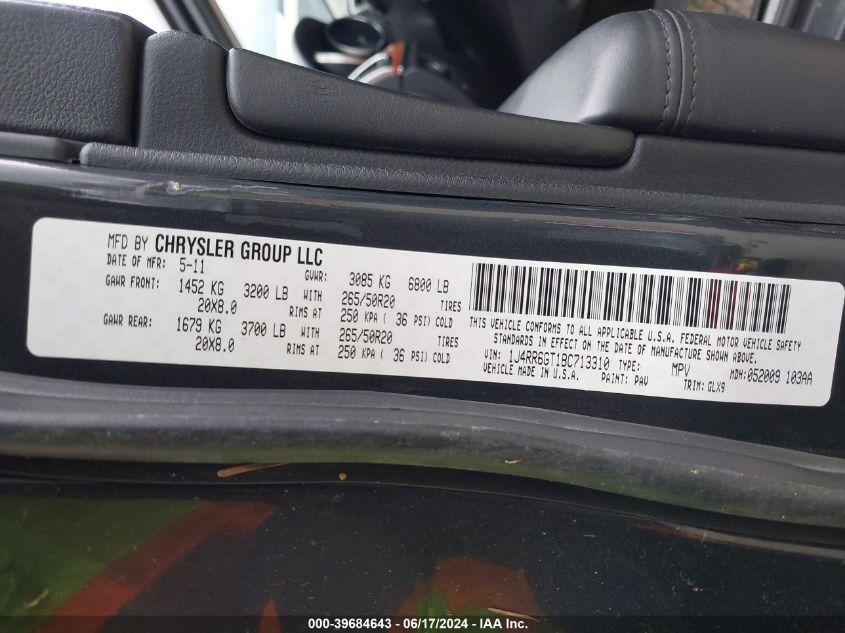 MFD BY CHRYSLER GROUP LLC
DATE OF MFR: 5-11 GVWR: 3085 KG 6800 LB
GAWR FRONT: 1452 KG 3200 LB WITH 265/50R20 TIRES
20X8.0 RIMS AT 250 KPA ( 36 PSI) COLD
GAWR REAR: 1679 KG 3700 LB WITH 265/50R20 TIRES
20X8.0 RIMS AT 250 KPA ( 36 PSI) COLD
THIS VEHICLE CONFORMS TO ALL APPLICABLE U.S.A. FEDERAL MOTOR VEHICLE SAFETY
STANDARDS IN EFFECT ON THE DATE OF MANUFACTURE SHOWN ABOVE.
VIN: 1J4RR6GT1BC713310 TYPE: MPV MDH: 052009 103AA
VEHICLE MADE IN U.S.A. PAINT: PAV TRIM: GLX9
000-39684643 - 06/17/2024 - IAA Inc.